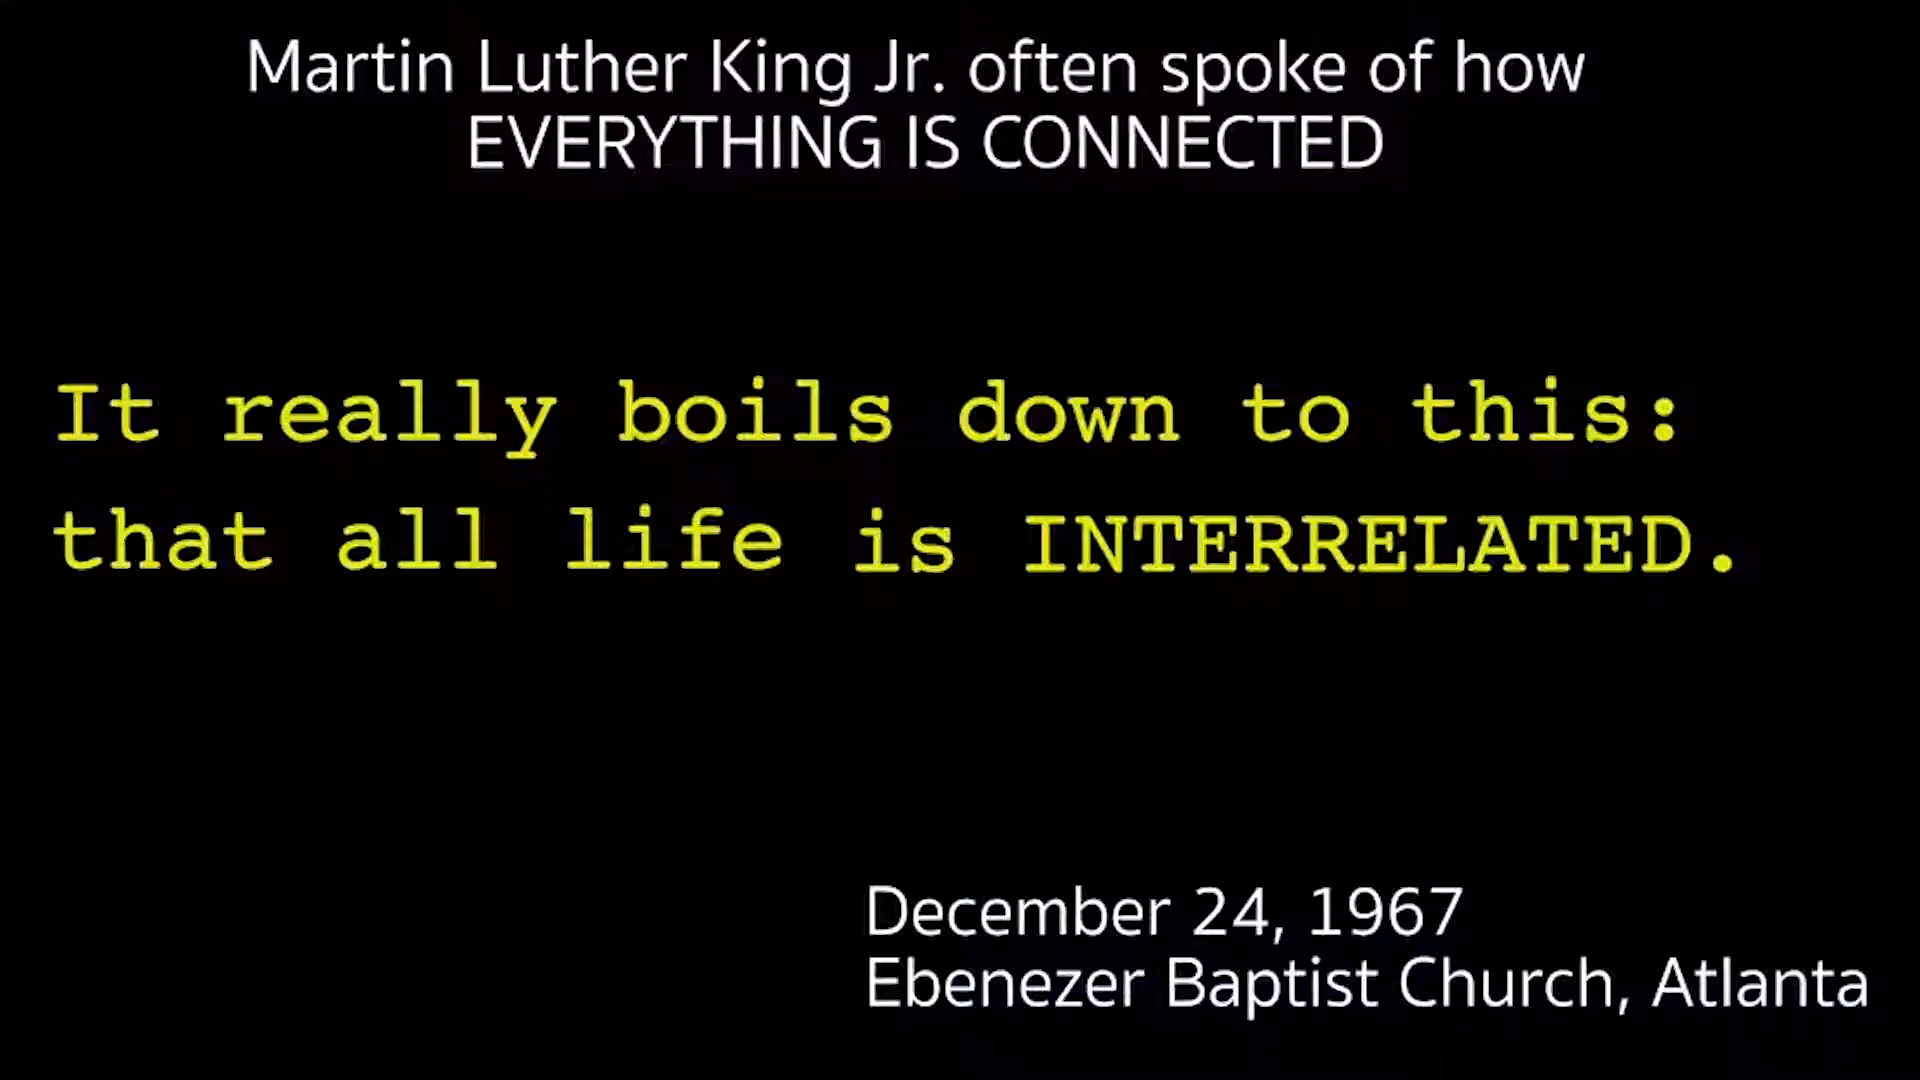 Martin Luther King Jr. often spoke of how
EVERYTHING IS CONNECTED
It really boils down to this:
that all life is INTERRELATED.
December 24, 1967
Ebenezer Baptist Church, Atlanta